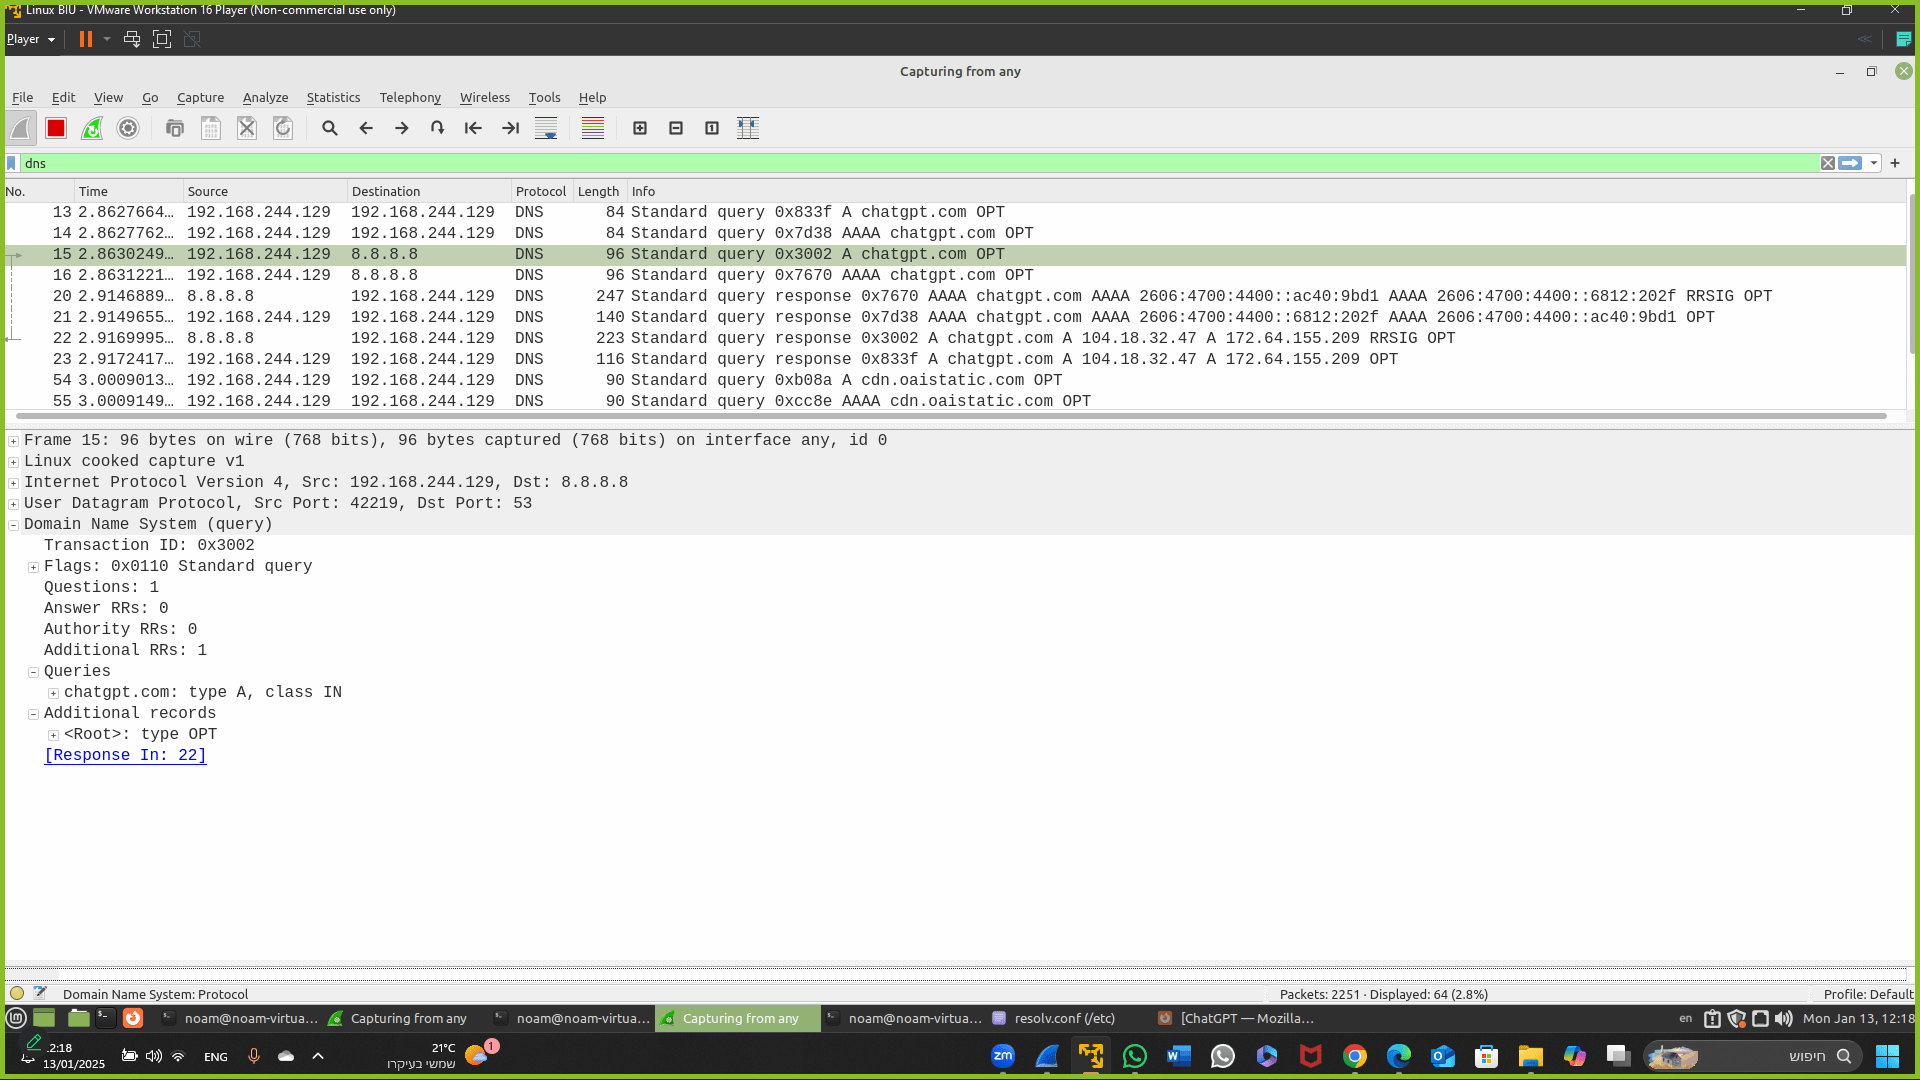 Linux BIU - VMware Workstation 16 Player (Non-commercial use only)
Player
Capturing from any
File Edit View Go Capture Analyze Statistics Telephony Wireless Tools Help
dns
No. Time Source Destination Protocol Length Info
13 2.8627664… 192.168.244.129 192.168.244.129 DNS 84 Standard query 0x833f A chatgpt.com OPT
14 2.8627762… 192.168.244.129 192.168.244.129 DNS 84 Standard query 0x7d38 AAAA chatgpt.com OPT
15 2.8630249… 192.168.244.129 8.8.8.8 DNS 96 Standard query 0x3002 A chatgpt.com OPT
16 2.8631221… 192.168.244.129 8.8.8.8 DNS 96 Standard query 0x7670 AAAA chatgpt.com OPT
20 2.9146889… 8.8.8.8 192.168.244.129 DNS 247 Standard query response 0x7670 AAAA chatgpt.com AAAA 2606:4700:4400::ac40:9bd1 AAAA 2606:4700:4400::6812:202f RRSIG OPT
21 2.9149655… 192.168.244.129 192.168.244.129 DNS 140 Standard query response 0x7d38 AAAA chatgpt.com AAAA 2606:4700:4400::6812:202f AAAA 2606:4700:4400::ac40:9bd1 OPT
22 2.9169995… 8.8.8.8 192.168.244.129 DNS 223 Standard query response 0x3002 A chatgpt.com A 104.18.32.47 A 172.64.155.209 RRSIG OPT
23 2.9172417… 192.168.244.129 192.168.244.129 DNS 116 Standard query response 0x833f A chatgpt.com A 104.18.32.47 A 172.64.155.209 OPT
54 3.0009013… 192.168.244.129 192.168.244.129 DNS 90 Standard query 0xb08a A cdn.oaistatic.com OPT
55 3.0009149… 192.168.244.129 192.168.244.129 DNS 90 Standard query 0xcc8e AAAA cdn.oaistatic.com OPT
Frame 15: 96 bytes on wire (768 bits), 96 bytes captured (768 bits) on interface any, id 0
Linux cooked capture v1
Internet Protocol Version 4, Src: 192.168.244.129, Dst: 8.8.8.8
User Datagram Protocol, Src Port: 42219, Dst Port: 53
Domain Name System (query)
Transaction ID: 0x3002
Flags: 0x0110 Standard query
Questions: 1
Answer RRs: 0
Authority RRs: 0
Additional RRs: 1
Queries
chatgpt.com: type A, class IN
Additional records
<Root>: type OPT
[Response In: 22]
Domain Name System: Protocol Packets: 2251 · Displayed: 64 (2.8%) Profile: Default
noam@noam-virtua… Capturing from any noam@noam-virtua… Capturing from any noam@noam-virtua… resolv.conf (/etc) [ChatGPT — Mozilla… en Mon Jan 13, 12:18
12:18 ENG 21°C 1 חיפוש
13/01/2025 שמשי בעיקרו